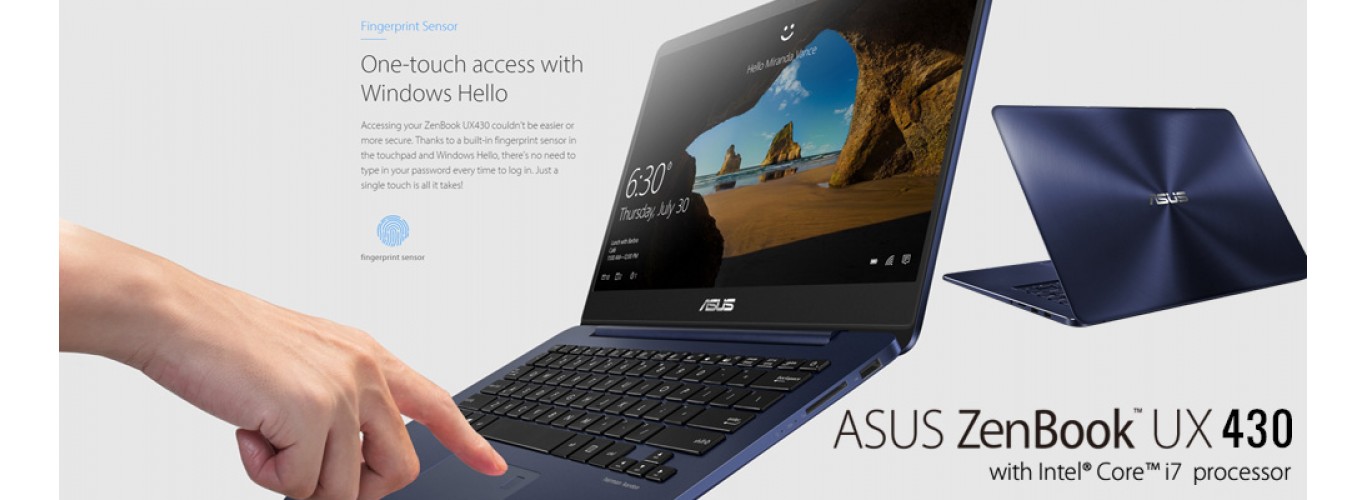 Fingerprint Sensor
One-touch access with
Windows Hello
Accessing your ZenBook UX430 couldn't be easier or
more secure. Thanks to a built-in fingerprint sensor in
the touchpad and Windows Hello, there's no need to
type in your password every time to log in. Just a
single touch is all it takes!
fingerprint sensor
Hello Miranda Vance
6:30
Thursday, July 30
ASUS
harman kardon
ASUS
ASUS ZenBook™ UX 430
with Intel® Core™ i7 processor